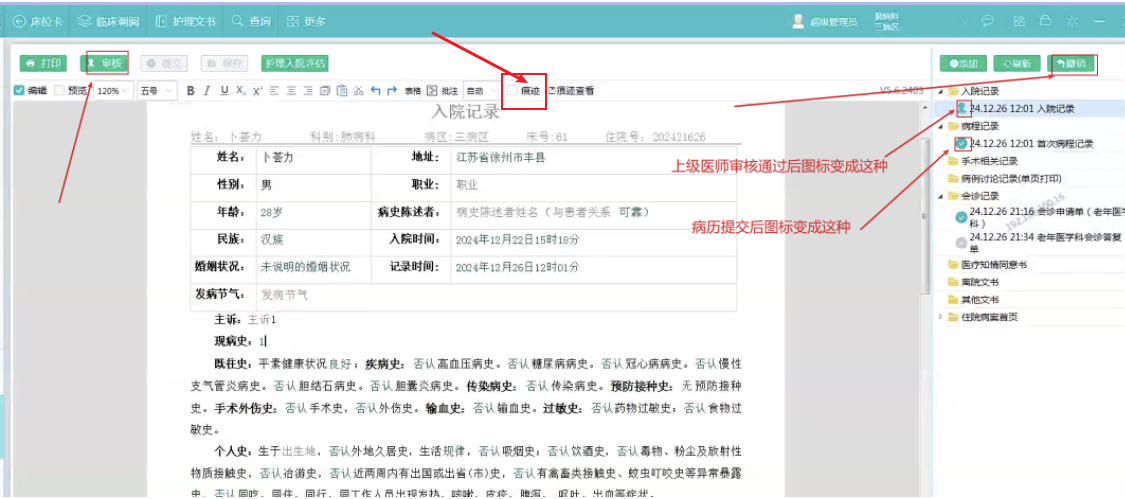 床位卡 临床浏阅 护理文书 查询 更多 超级管理员 肺病科
三病区
打印 审核 提交 保存 护理入院评估 添加 刷新 撤销
编辑 预览 120% 五号 B I U X₂ X² 表格 批注 自动 痕迹 痕迹查看 V5.6.2403
入院记录
姓名:卜荟力 科别:肺病科 病区:三病区 床号:61 住院号:202421626
姓名: 卜荟力 地址: 江苏省徐州市丰县
性别: 男 职业: 职业
年龄: 28岁 病史陈述者: 病史陈述者姓名(与患者关系 可靠)
民族: 汉族 入院时间: 2024年12月22日15时18分
婚姻状况: 未说明的婚姻状况 记录时间: 2024年12月26日12时01分
发病节气: 发病节气
主诉:主诉1
现病史:1
既往史:平素健康状况良好;疾病史:否认高血压病史。否认糖尿病病史。否认冠心病病史。否认慢性
支气管炎病史。否认胆结石病史。否认胆囊炎病史。传染病史:否认传染病史。预防接种史:无预防接种
史。手术外伤史:否认手术史,否认外伤史。输血史:否认输血史。过敏史:否认药物过敏史;否认食物过
敏史。
个人史:生于出生地,否认外地久居史,生活规律,否认吸烟史;否认饮酒史,否认毒物、粉尘及放射性
物质接触史,否认冶游史,否认近两周内有出国或出省(市)史,否认有禽畜类接触史、蚊虫叮咬史等异常暴露
史,否认同吃、同住、同行、同工作人员出现发热、咳嗽、皮疹、腹泻、呕吐、出血等症状。
入院记录
24.12.26 12:01 入院记录
病程记录
24.12.26 12:01 首次病程记录
手术相关记录
病例讨论记录(单页打印)
会诊记录
24.12.26 21:16 会诊申请单(老年医学
科)
24.12.26 21:34 老年医学科会诊答复
单
医疗知情同意书
离院文书
其他文书
住院病案首页
上级医师审核通过后图标变成这种
病历提交后图标变成这种